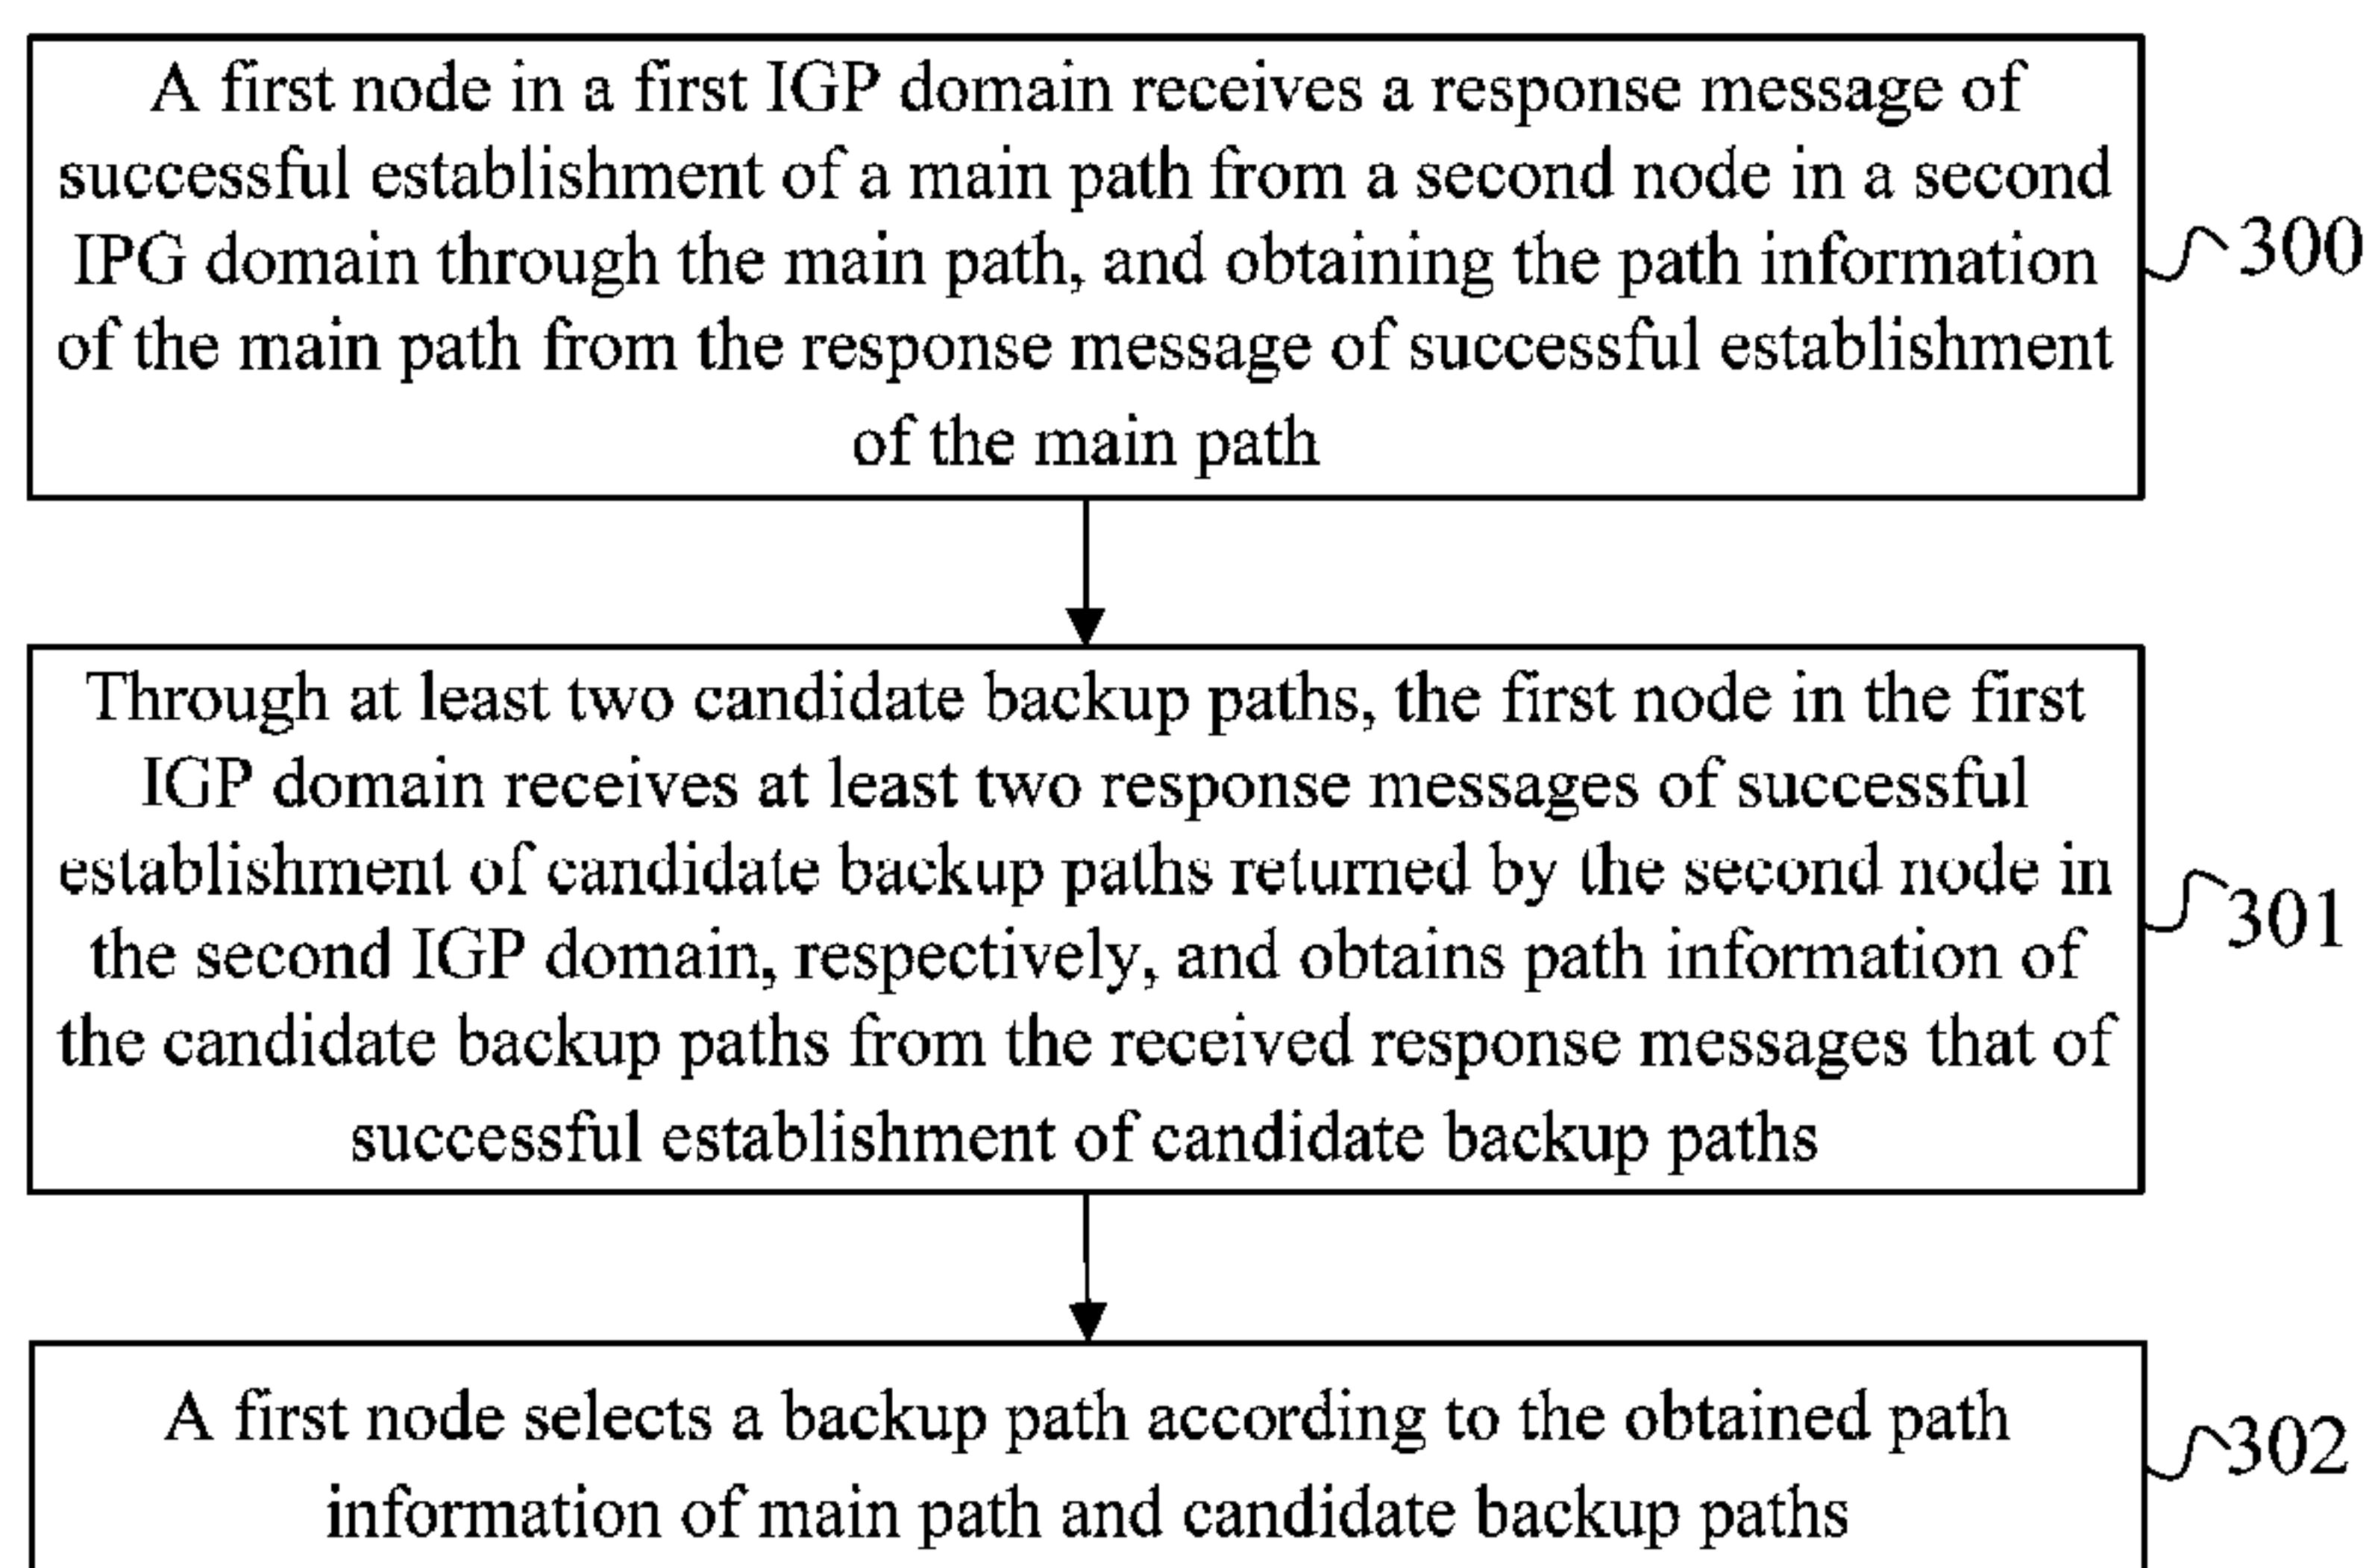 A first node in a first IGP domain receives a response message of
successful establishment of a main path from a second node in a second
IPG domain through the main path, and obtaining the path information
of the main path from the response message of successful establishment
of the main path
300
Through at least two candidate backup paths, the first node in the first
IGP domain receives at least two response messages of successful
establishment of candidate backup paths returned by the second node in
the second IGP domain, respectively, and obtains path information of
the candidate backup paths from the received response messages that of
successful establishment of candidate backup paths
301
A first node selects a backup path according to the obtained path
information of main path and candidate backup paths
302